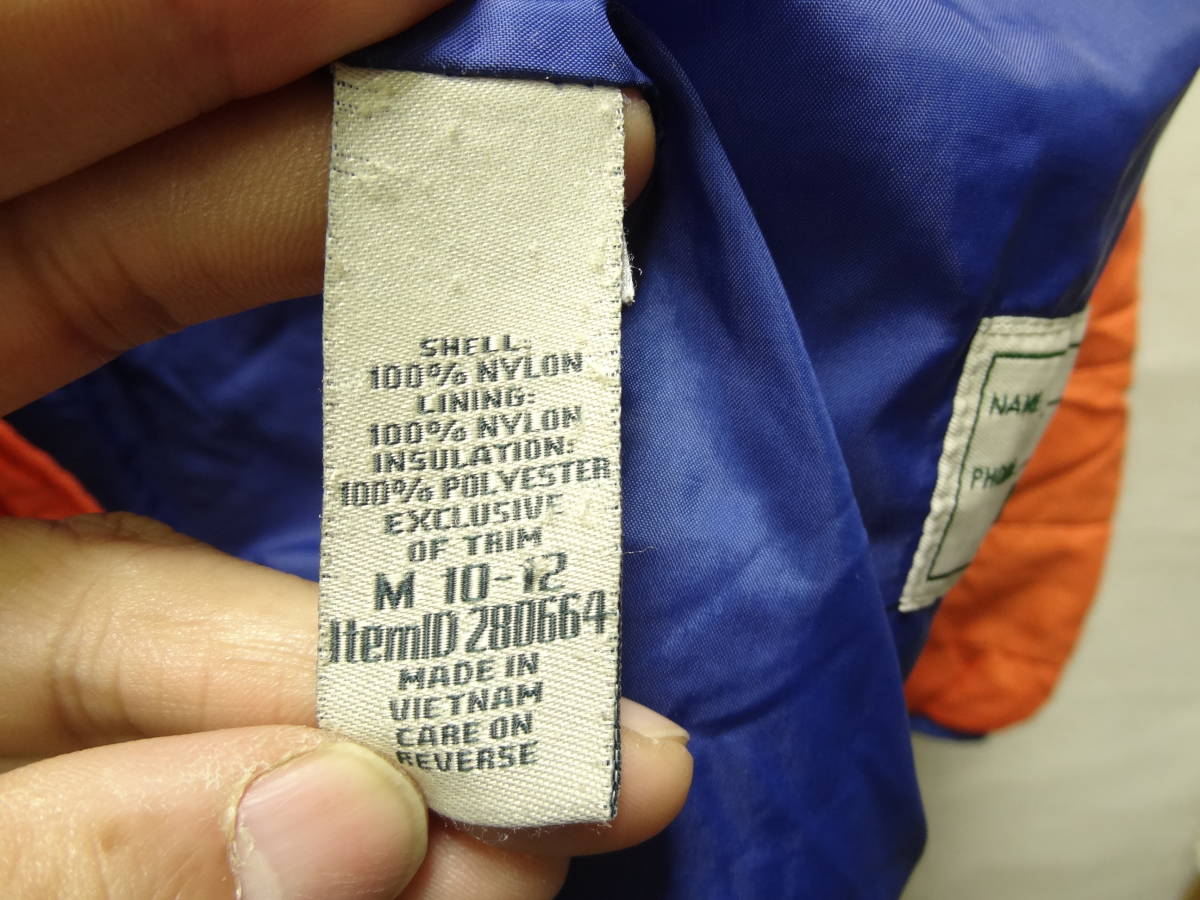 SHELL:
100% NYLON
LINING:
100% NYLON
INSULATION:
100% POLYESTER
EXCLUSIVE
OF TRIM
M 10-12
ItemID 280664
MADE IN
VIETNAM
CARE ON
REVERSE
NAME